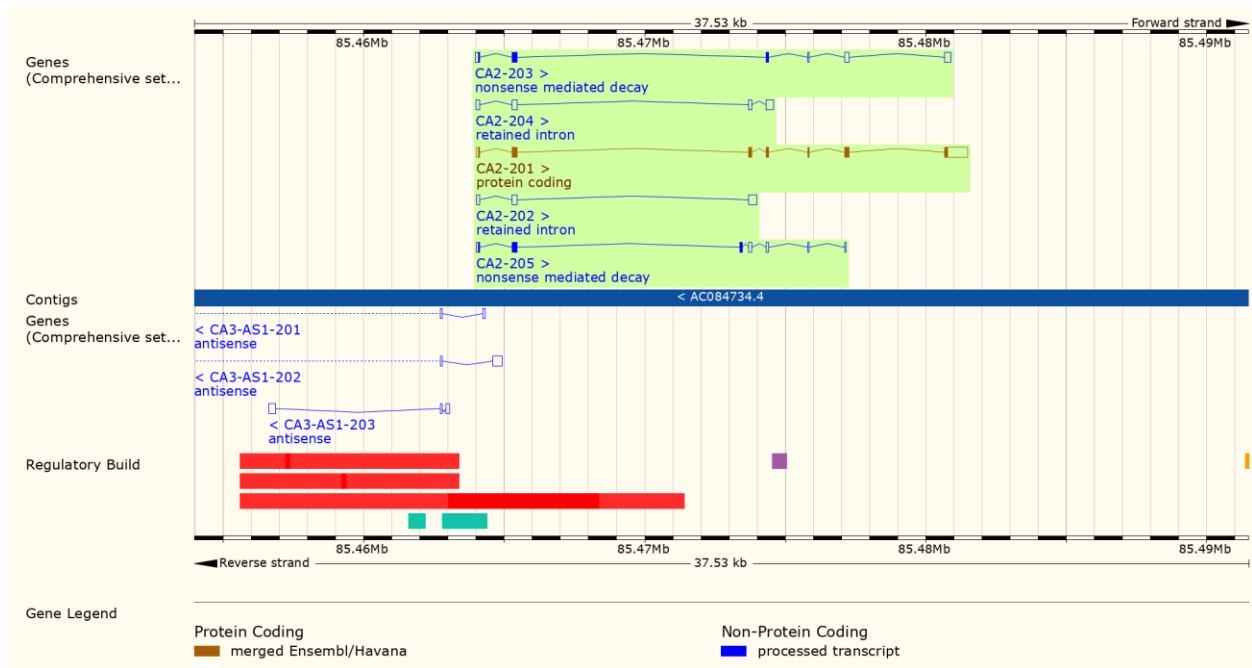 37.53 kb Forward strand
85.46Mb 85.47Mb 85.48Mb 85.49Mb
Genes
(Comprehensive set...
CA2-203 >
nonsense mediated decay
CA2-204 >
retained intron
CA2-201 >
protein coding
CA2-202 >
retained intron
CA2-205 >
nonsense mediated decay
Contigs
< AC084734.4
Genes
(Comprehensive set...
< CA3-AS1-201
antisense
< CA3-AS1-202
antisense
< CA3-AS1-203
antisense
Regulatory Build
85.46Mb 85.47Mb 85.48Mb 85.49Mb
Reverse strand 37.53 kb
Gene Legend
Protein Coding Non-Protein Coding
merged Ensembl/Havana processed transcript